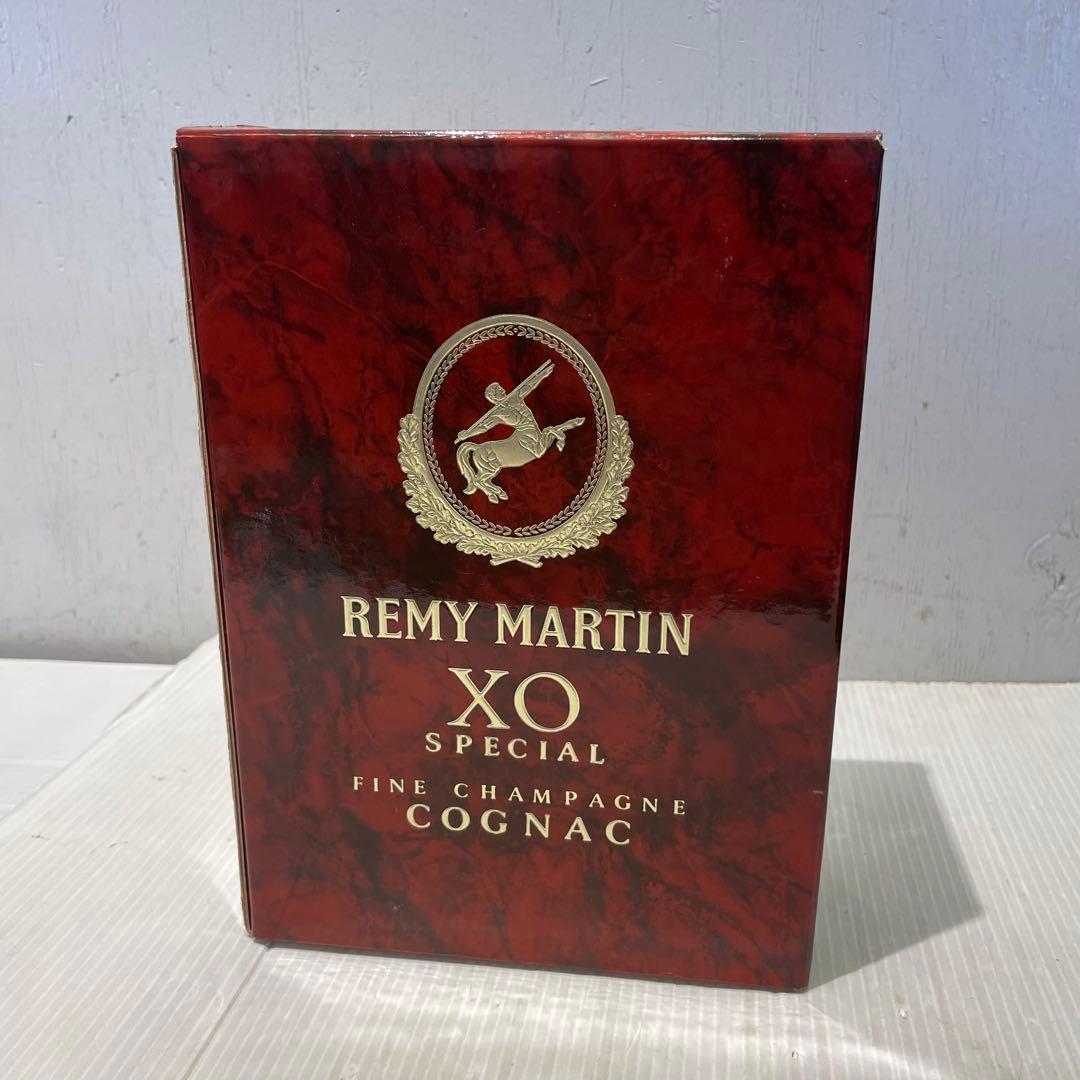 REMY MARTIN
XO
SPECIAL
FINE CHAMPAGNE
COGNAC